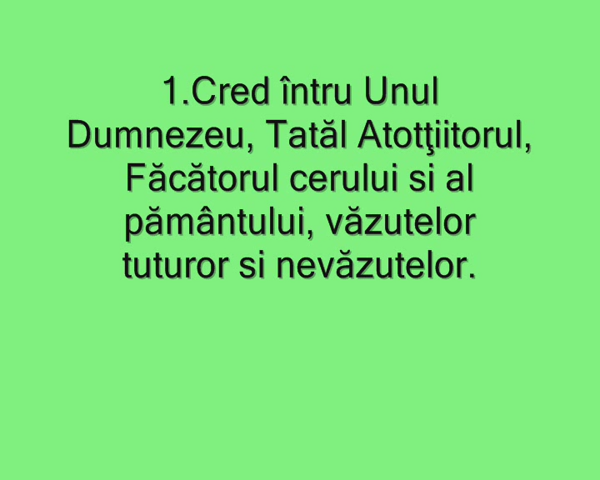 1.Cred întru Unul
Dumnezeu, Tatăl Atotţiitorul,
Făcătorul cerului si al
pământului, văzutelor
tuturor si nevăzutelor.